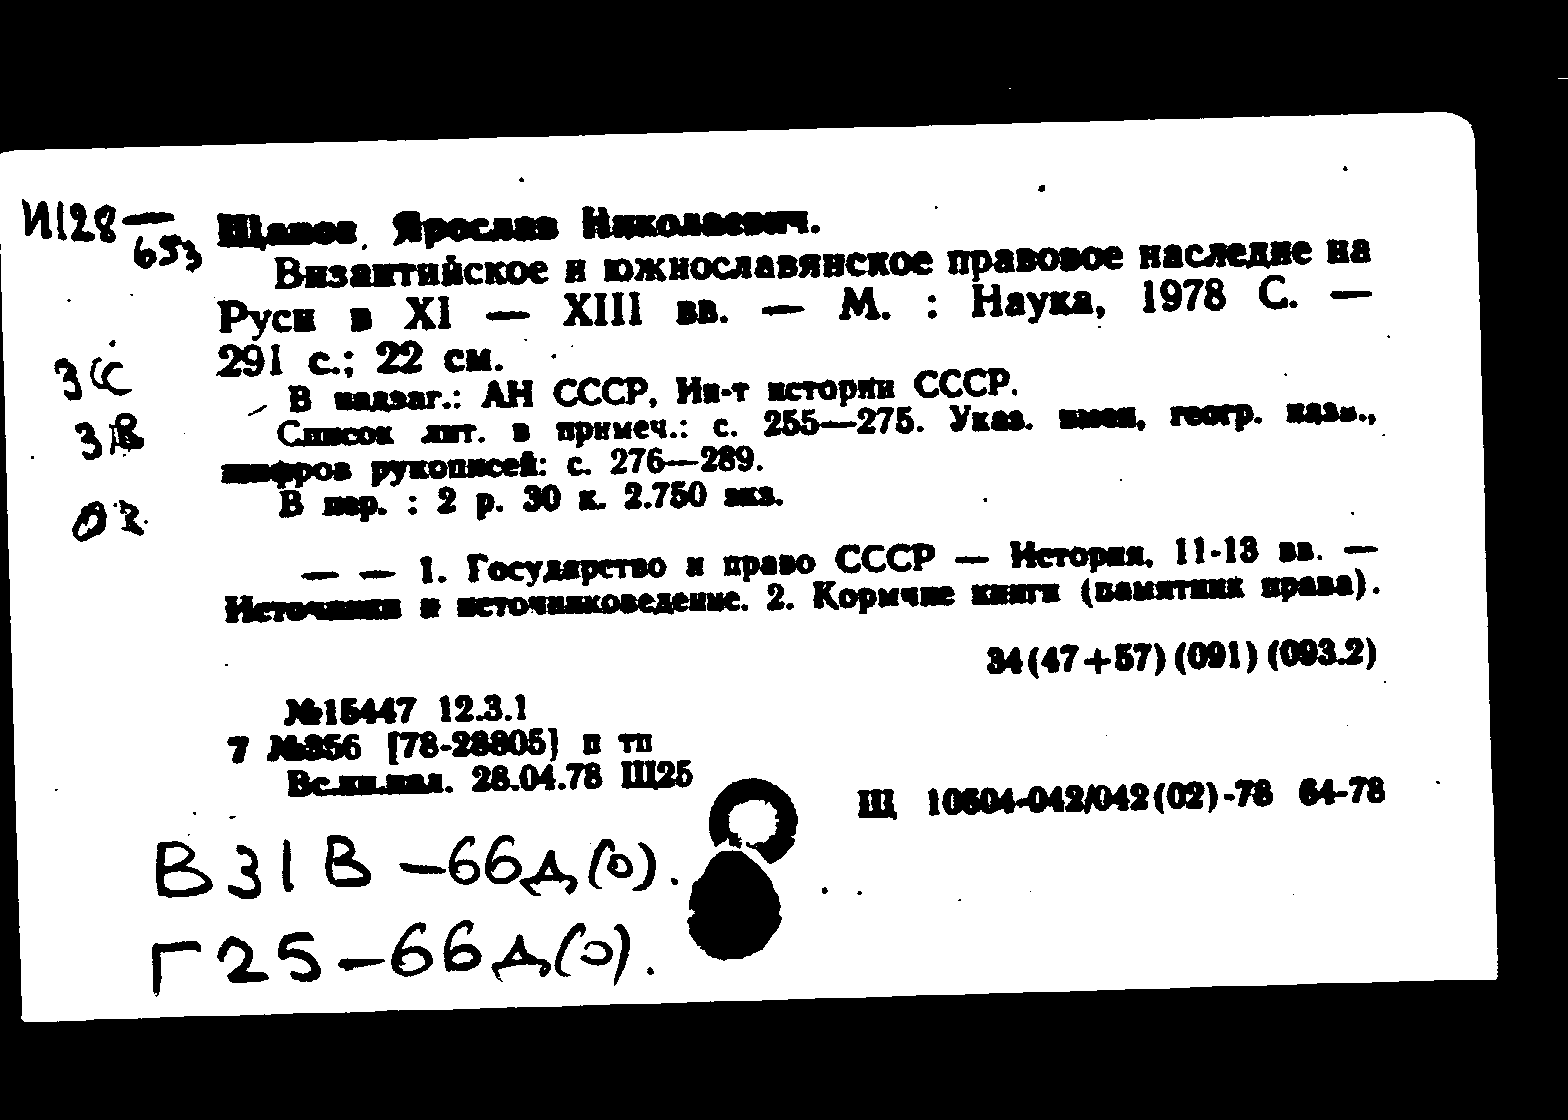 И128—
653
Щапов, Ярослав Николаевич.
Византийское и южнославянское правовое наследие на
Руси в XI — XIII вв. — М. : Наука, 1978 С. —
291 с.; 22 см.
3С
В надзаг.: АН СССР, Ин-т истории СССР.
3В
Список лит. в примеч.: с. 255—275. Указ. имен, геогр. назв.,
шифров рукописей: с. 276—289.
В пер. : 2 р. 30 к. 2.750 экз.
— — 1. Государство и право СССР — История, 11-13 вв. —
Источники и источниковедение. 2. Кормчие книги (памятник права).
34(47+57)(091)(093.2)
№15447 12.3.1
7 №356 [78-28805] п тп
Вс.кн.пал. 28.04.78 Щ25
Щ 10604-042/042(02)-78 64-78
В31В—66Д(0).
Г25—66Д(0).